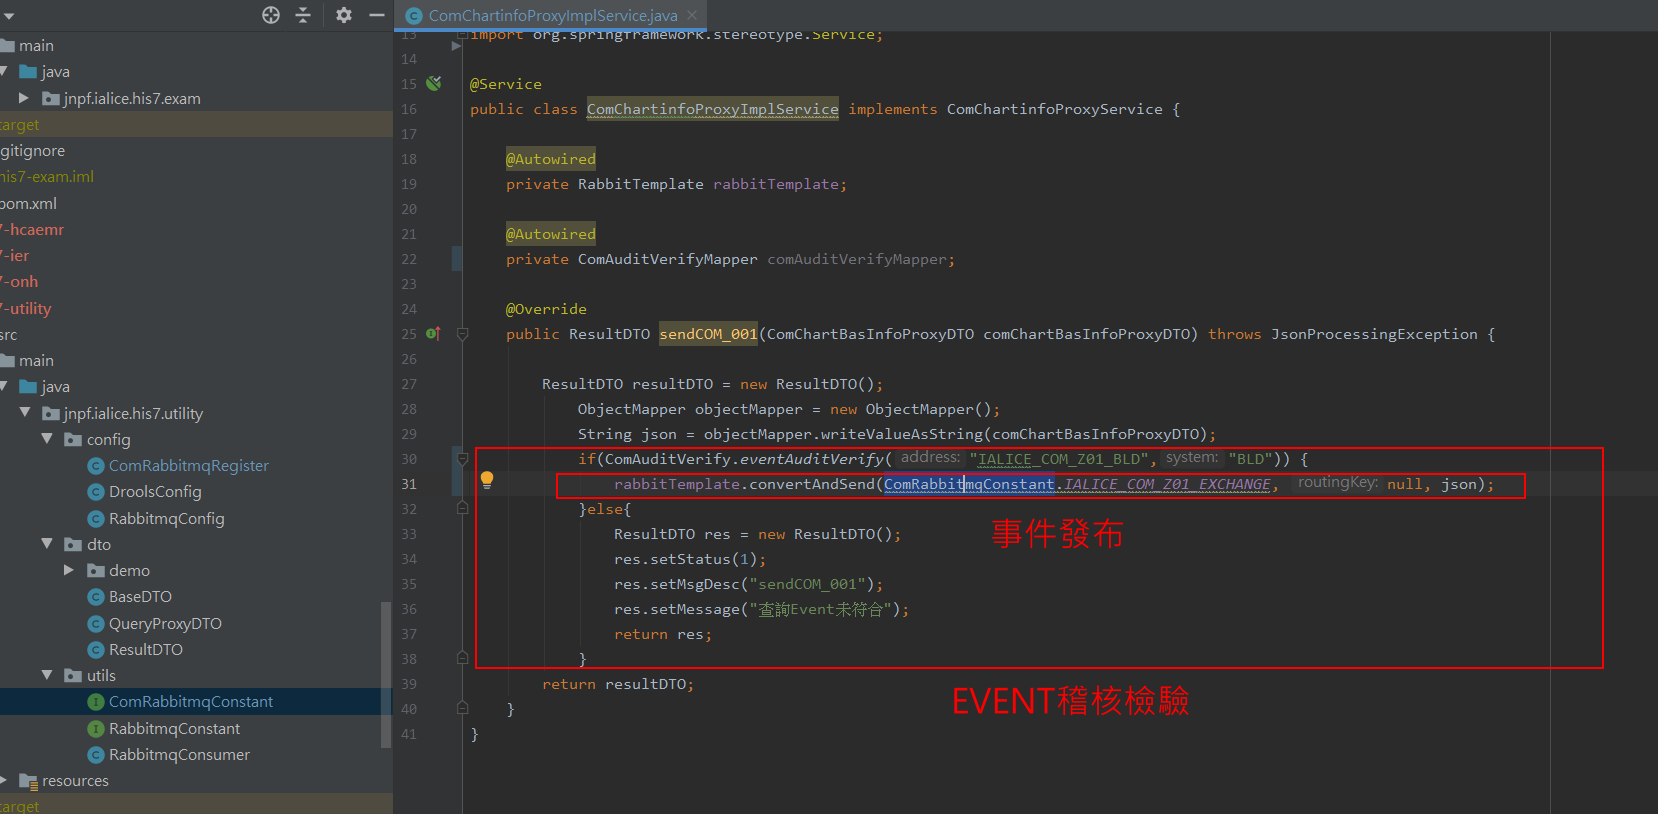 main
java
jnpf.ialice.his7.exam
target
gitignore
his7-exam.iml
pom.xml
7-hcaemr
7-ier
7-onh
7-utility
src
main
java
jnpf.ialice.his7.utility
config
ComRabbitmqRegister
DroolsConfig
RabbitmqConfig
dto
demo
BaseDTO
QueryProxyDTO
ResultDTO
utils
ComRabbitmqConstant
RabbitmqConstant
RabbitmqConsumer
resources
target
ComChartinfoProxyImplService.java
13 import org.springframework.stereotype.Service;
14
15 @Service
16 public class ComChartinfoProxyImplService implements ComChartinfoProxyService {
17
18 @Autowired
19 private RabbitTemplate rabbitTemplate;
20
21 @Autowired
22 private ComAuditVerifyMapper comAuditVerifyMapper;
23
24 @Override
25 public ResultDTO sendCOM_001(ComChartBasInfoProxyDTO comChartBasInfoProxyDTO) throws JsonProcessingException {
26
27 ResultDTO resultDTO = new ResultDTO();
28 ObjectMapper objectMapper = new ObjectMapper();
29 String json = objectMapper.writeValueAsString(comChartBasInfoProxyDTO);
30 if(ComAuditVerify.eventAuditVerify( address: "IALICE_COM_Z01_BLD", system: "BLD")) {
31 rabbitTemplate.convertAndSend(ComRabbitmqConstant.IALICE_COM_Z01_EXCHANGE, routingKey: null, json);
32 }else{
33 ResultDTO res = new ResultDTO();
事件發布
34 res.setStatus(1);
35 res.setMsgDesc("sendCOM_001");
36 res.setMessage("查詢Event未符合");
37 return res;
38 }
39 return resultDTO;
EVENT稽核檢驗
40 }
41 }